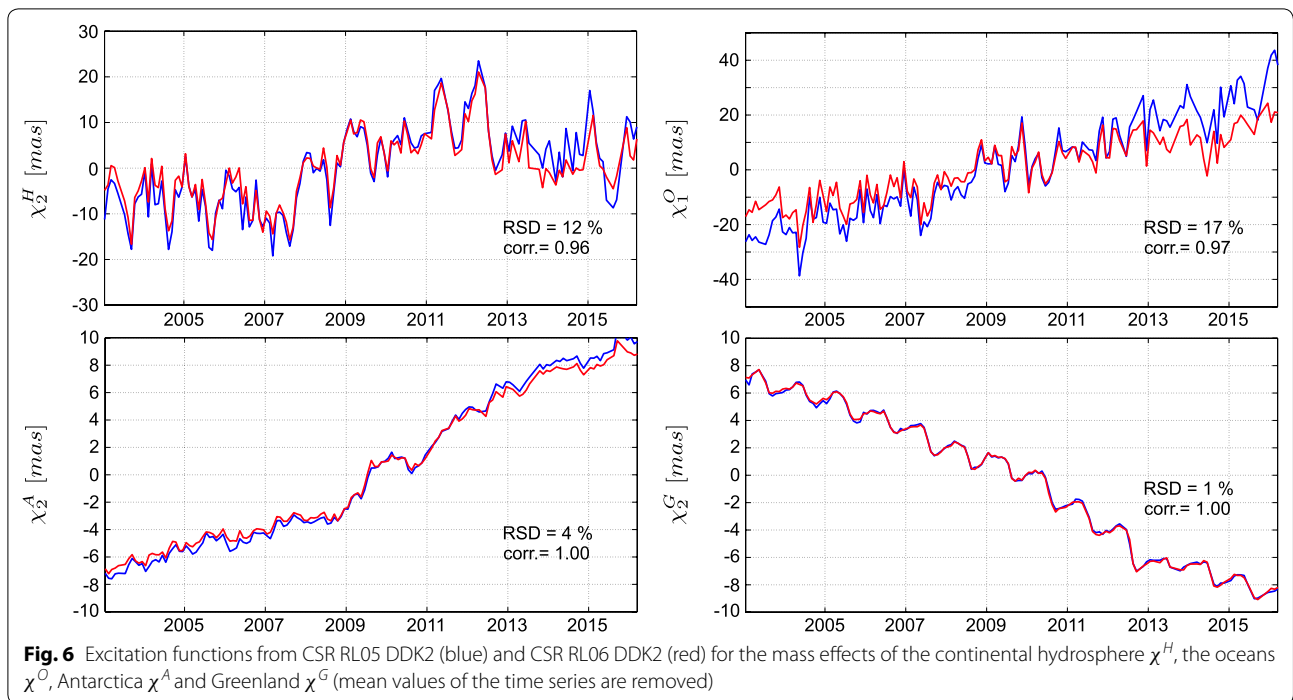 30
20
10
0
-10
-20
-30
χ₂ᴴ [mas]
RSD = 12 %
corr.= 0.96
2005 2007 2009 2011 2013 2015
40
20
0
-20
-40
χ₁ᴼ [mas]
RSD = 17 %
corr.= 0.97
2005 2007 2009 2011 2013 2015
10
8
6
4
2
0
-2
-4
-6
-8
-10
χ₂ᴬ [mas]
RSD = 4 %
corr.= 1.00
2005 2007 2009 2011 2013 2015
10
8
6
4
2
0
-2
-4
-6
-8
-10
χ₂ᴳ [mas]
RSD = 1 %
corr.= 1.00
2005 2007 2009 2011 2013 2015
Fig. 6 Excitation functions from CSR RL05 DDK2 (blue) and CSR RL06 DDK2 (red) for the mass effects of the continental hydrosphere χᴴ, the oceans
χᴼ, Antarctica χᴬ and Greenland χᴳ (mean values of the time series are removed)